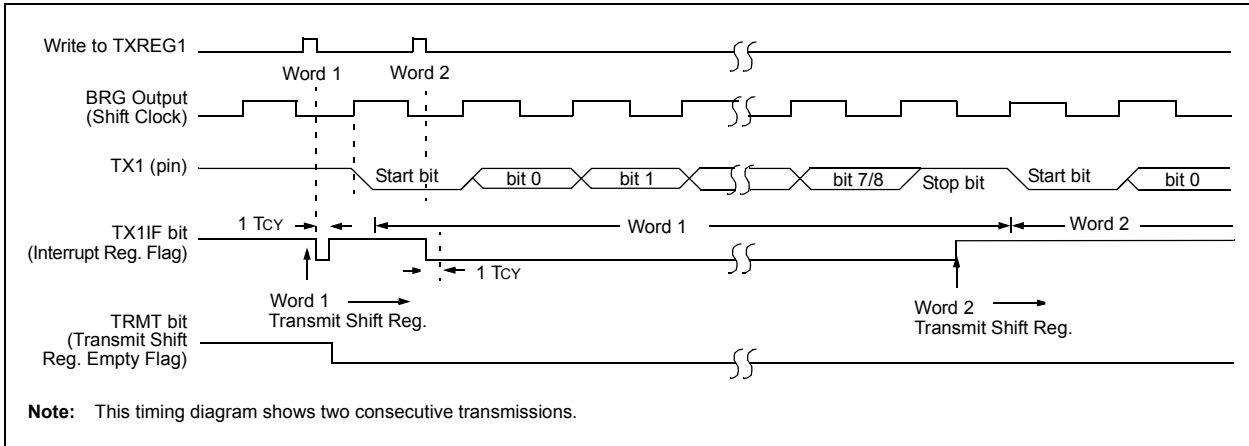 Write to TXREG1
Word 1
Word 2
BRG Output
(Shift Clock)
TX1 (pin)
Start bit
bit 0
bit 1
bit 7/8
Stop bit
Start bit
bit 0
1 TCY
Word 1
Word 2
TX1IF bit
(Interrupt Reg. Flag)
1 TCY
Word 1
Transmit Shift Reg.
Word 2
Transmit Shift Reg.
TRMT bit
(Transmit Shift
Reg. Empty Flag)
Note: This timing diagram shows two consecutive transmissions.